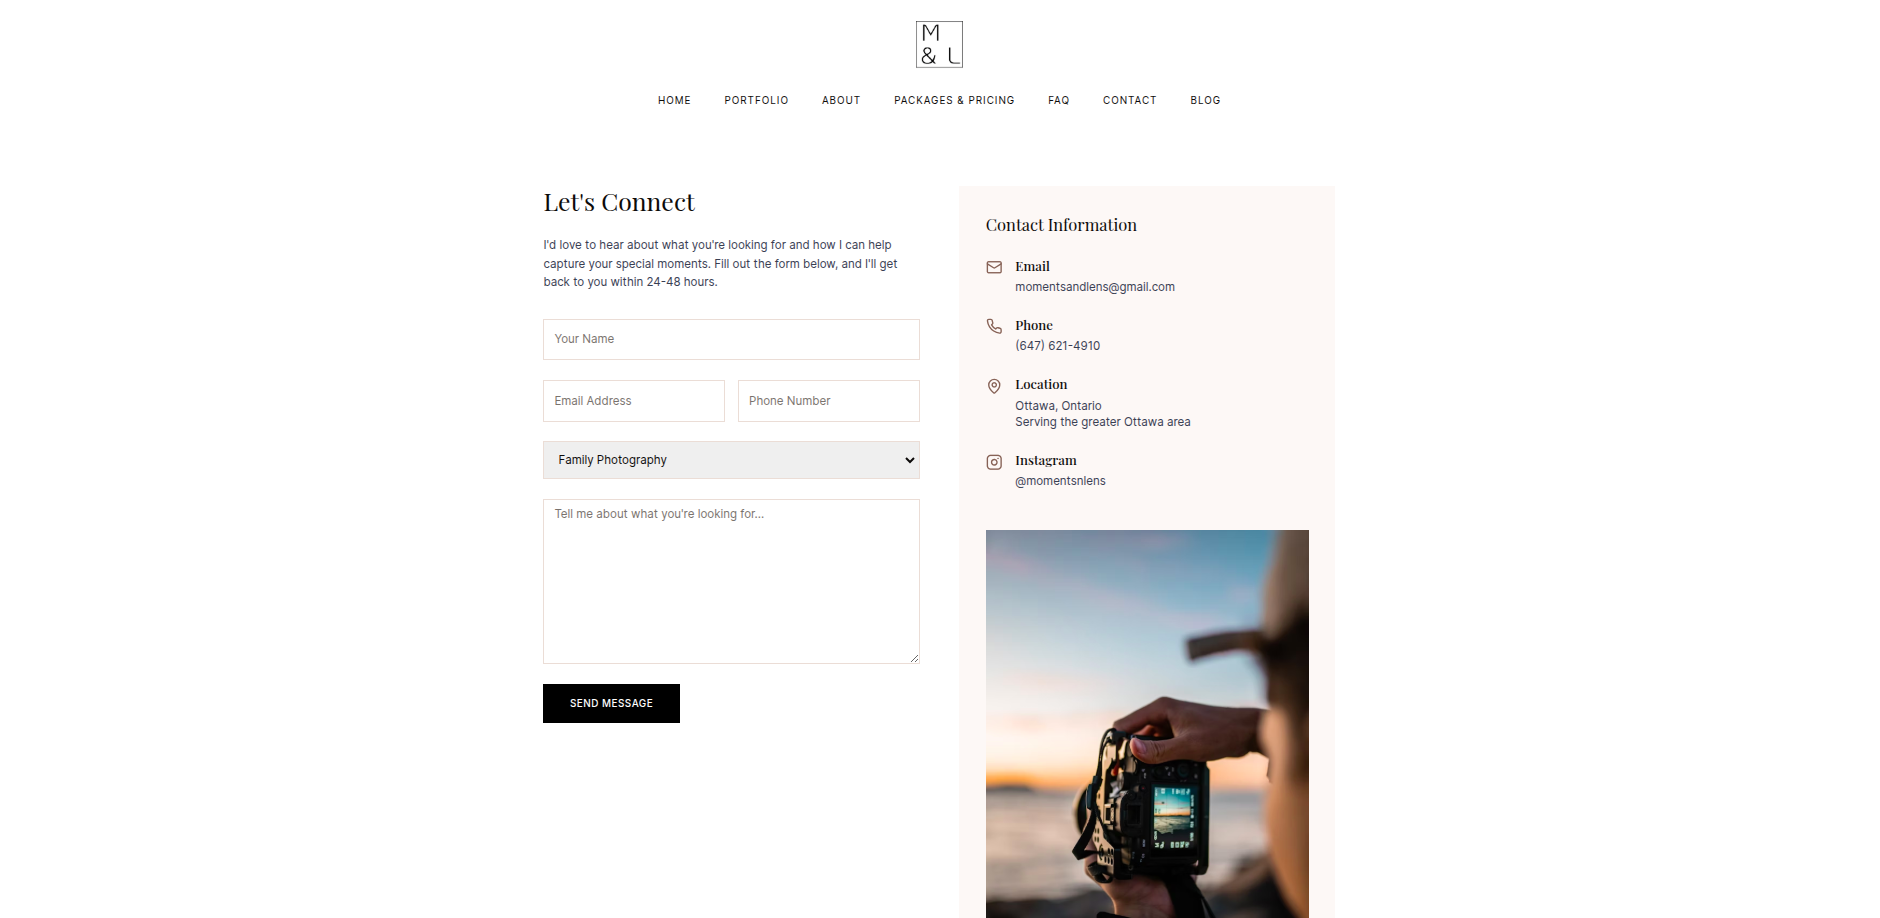 M
& L
HOME PORTFOLIO ABOUT PACKAGES & PRICING FAQ CONTACT BLOG
Let's Connect
I'd love to hear about what you're looking for and how I can help
capture your special moments. Fill out the form below, and I'll get
back to you within 24-48 hours.
Your Name
Email Address Phone Number
Family Photography
Tell me about what you're looking for...
SEND MESSAGE
Contact Information
Email
momentsandlens@gmail.com
Phone
(647) 621-4910
Location
Ottawa, Ontario
Serving the greater Ottawa area
Instagram
@momentsnlens